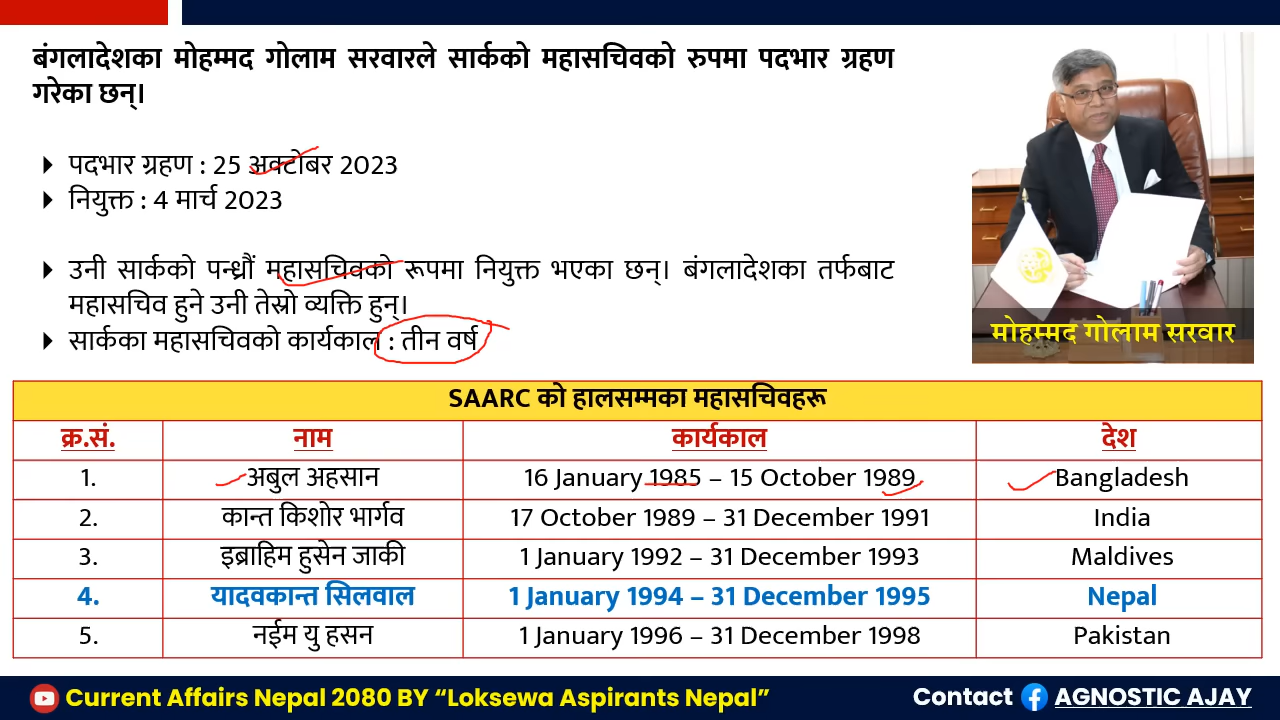 बंगलादेशका मोहम्मद गोलाम सरवारले सार्कको महासचिवको रुपमा पदभार ग्रहण
गरेका छन्।
पदभार ग्रहण : 25 अक्टोबर 2023
नियुक्त : 4 मार्च 2023
उनी सार्कको पन्ध्रौं महासचिवको रूपमा नियुक्त भएका छन्। बंगलादेशका तर्फबाट
महासचिव हुने उनी तेस्रो व्यक्ति हुन्।
सार्कका महासचिवको कार्यकाल : तीन वर्ष
मोहम्मद गोलाम सरवार
SAARC को हालसम्मका महासचिवहरू
क्र.सं. नाम कार्यकाल देश
1. अबुल अहसान 16 January 1985 – 15 October 1989 Bangladesh
2. कान्त किशोर भार्गव 17 October 1989 – 31 December 1991 India
3. इब्राहिम हुसेन जाकी 1 January 1992 – 31 December 1993 Maldives
4. यादवकान्त सिलवाल 1 January 1994 – 31 December 1995 Nepal
5. नईम यु हसन 1 January 1996 – 31 December 1998 Pakistan
Current Affairs Nepal 2080 BY “Loksewa Aspirants Nepal” Contact AGNOSTIC AJAY